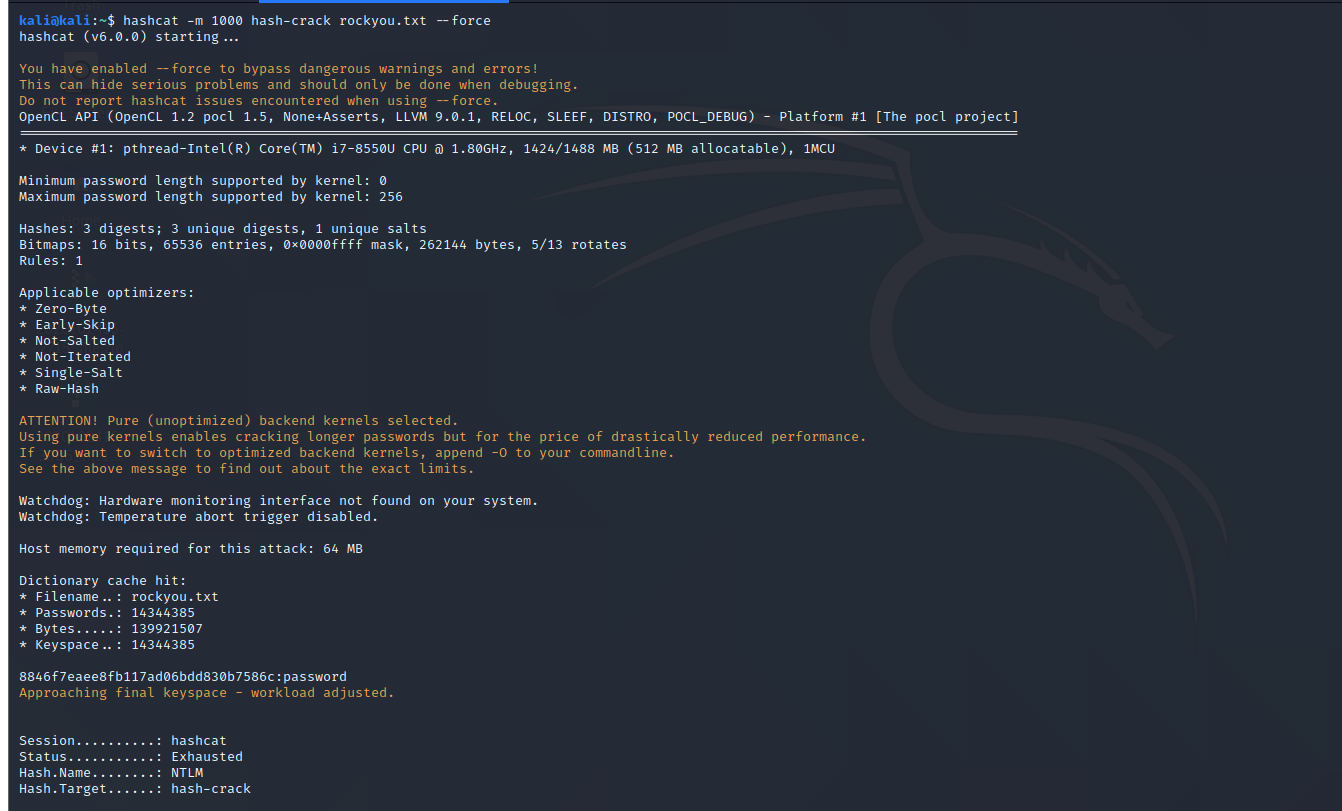 kali@kali:~$ hashcat -m 1000 hash-crack rockyou.txt --force
hashcat (v6.0.0) starting...
You have enabled --force to bypass dangerous warnings and errors!
This can hide serious problems and should only be done when debugging.
Do not report hashcat issues encountered when using --force.
OpenCL API (OpenCL 1.2 pocl 1.5, None+Asserts, LLVM 9.0.1, RELOC, SLEEF, DISTRO, POCL_DEBUG) - Platform #1 [The pocl project]
* Device #1: pthread-Intel(R) Core(TM) i7-8550U CPU @ 1.80GHz, 1424/1488 MB (512 MB allocatable), 1MCU
Minimum password length supported by kernel: 0
Maximum password length supported by kernel: 256
Hashes: 3 digests; 3 unique digests, 1 unique salts
Bitmaps: 16 bits, 65536 entries, 0x0000ffff mask, 262144 bytes, 5/13 rotates
Rules: 1
Applicable optimizers:
* Zero-Byte
* Early-Skip
* Not-Salted
* Not-Iterated
* Single-Salt
* Raw-Hash
ATTENTION! Pure (unoptimized) backend kernels selected.
Using pure kernels enables cracking longer passwords but for the price of drastically reduced performance.
If you want to switch to optimized backend kernels, append -O to your commandline.
See the above message to find out about the exact limits.
Watchdog: Hardware monitoring interface not found on your system.
Watchdog: Temperature abort trigger disabled.
Host memory required for this attack: 64 MB
Dictionary cache hit:
* Filename..: rockyou.txt
* Passwords.: 14344385
* Bytes.....: 139921507
* Keyspace..: 14344385
8846f7eaee8fb117ad06bdd830b7586c:password
Approaching final keyspace - workload adjusted.
Session..........: hashcat
Status...........: Exhausted
Hash.Name........: NTLM
Hash.Target......: hash-crack